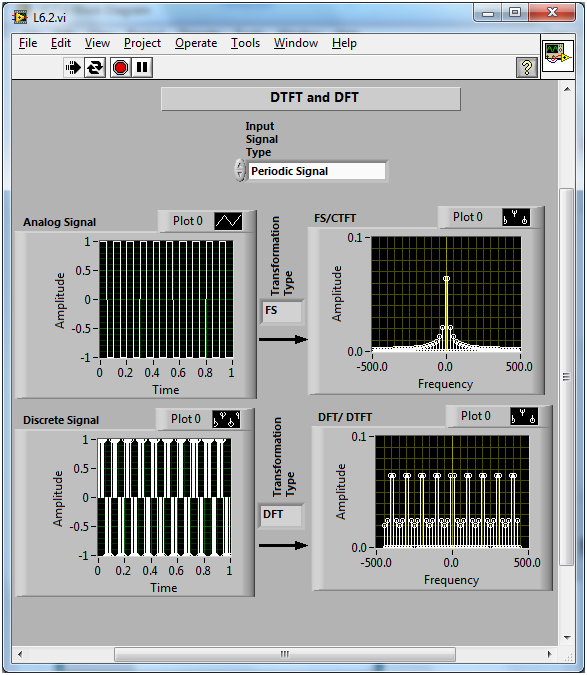 L6.2.vi
File Edit View Project Operate Tools Window Help
DTFT and DFT
Input
Signal
Type
Periodic Signal
Analog Signal
Plot 0
Amplitude
1
0.5
0
-0.5
-1
0 0.2 0.4 0.6 0.8 1
Time
Transformation
Type
FS
FS/CTFT
Plot 0
Amplitude
0.1
0.0
-500.0 0.0 500.0
Frequency
Discrete Signal
Plot 0
Amplitude
1
0.5
0
-0.5
-1
0 0.2 0.4 0.6 0.8 1
Time
Transformation
Type
DFT
DFT/ DTFT
Plot 0
Amplitude
0.1
0.0
-500.0 0.0 500.0
Frequency